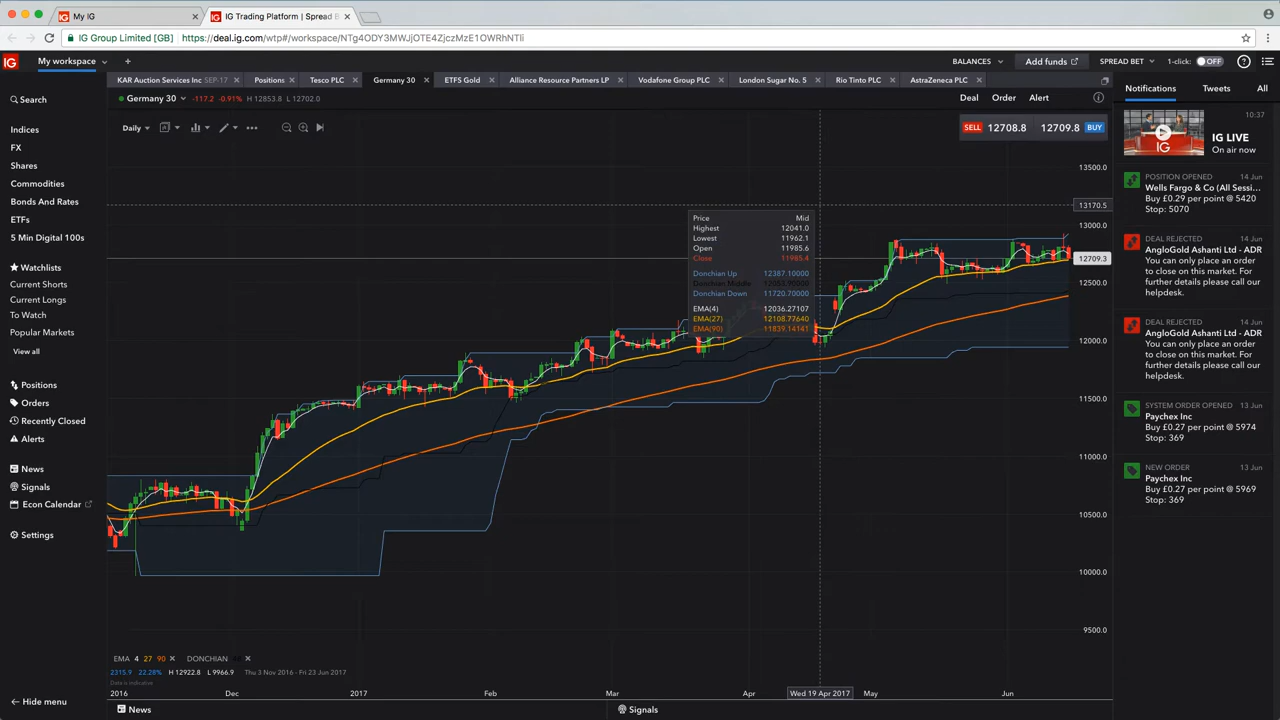 My IG
IG Trading Platform | Spread B
IG Group Limited [GB]
https://deal.ig.com/wtp#/workspace/NTg4ODY3MWJjOTE4ZjczMzE1OWRhNTli
IG
My workspace
BALANCES
Add funds
SPREAD BET
1-click: OFF
KAR Auction Services Inc SEP-17
Positions
Tesco PLC
Germany 30
ETFS Gold
Alliance Resource Partners LP
Vodafone Group PLC
London Sugar No. 5
Rio Tinto PLC
AstraZeneca PLC
Notifications
Tweets
All
Search
Indices
FX
Shares
Commodities
Bonds And Rates
ETFs
5 Min Digital 100s
Watchlists
Current Shorts
Current Longs
To Watch
Popular Markets
View all
Positions
Orders
Recently Closed
Alerts
News
Signals
Econ Calendar
Settings
Hide menu
Germany 30
-117.2 -0.91% H 12853.8 L 12702.0
Deal
Order
Alert
Daily
SELL 12708.8
12709.8 BUY
13500.0
13170.5
13000.0
12709.3
12500.0
12000.0
11500.0
11000.0
10500.0
10000.0
9500.0
Price Mid
Highest 12041.0
Lowest 11962.1
Open 11985.6
Close 11985.4
Donchian Up 12387.10000
Donchian Middle
Donchian Down 11720.70000
EMA(4) 12036.27107
EMA(27) 12108.77640
EMA(90) 11839.14141
EMA 4 27 90
DONCHIAN
2315.9 22.28% H 12922.8 L 9966.9 Thu 3 Nov 2016 - Fri 23 Jun 2017
Data is indicative
2016
Dec
2017
Feb
Mar
Apr
Wed 19 Apr 2017
May
Jun
News
Signals
10:37
IG
IG LIVE
On air now
POSITION OPENED 14 Jun
Wells Fargo & Co (All Sessi...
Buy £0.29 per point @ 5420
Stop: 5070
DEAL REJECTED 14 Jun
AngloGold Ashanti Ltd - ADR
You can only place an order
to close on this market. For
further details please call our
helpdesk.
DEAL REJECTED 14 Jun
AngloGold Ashanti Ltd - ADR
You can only place an order
to close on this market. For
further details please call our
helpdesk.
SYSTEM ORDER OPENED 13 Jun
Paychex Inc
Buy £0.27 per point @ 5974
Stop: 369
NEW ORDER 13 Jun
Paychex Inc
Buy £0.27 per point @ 5969
Stop: 369